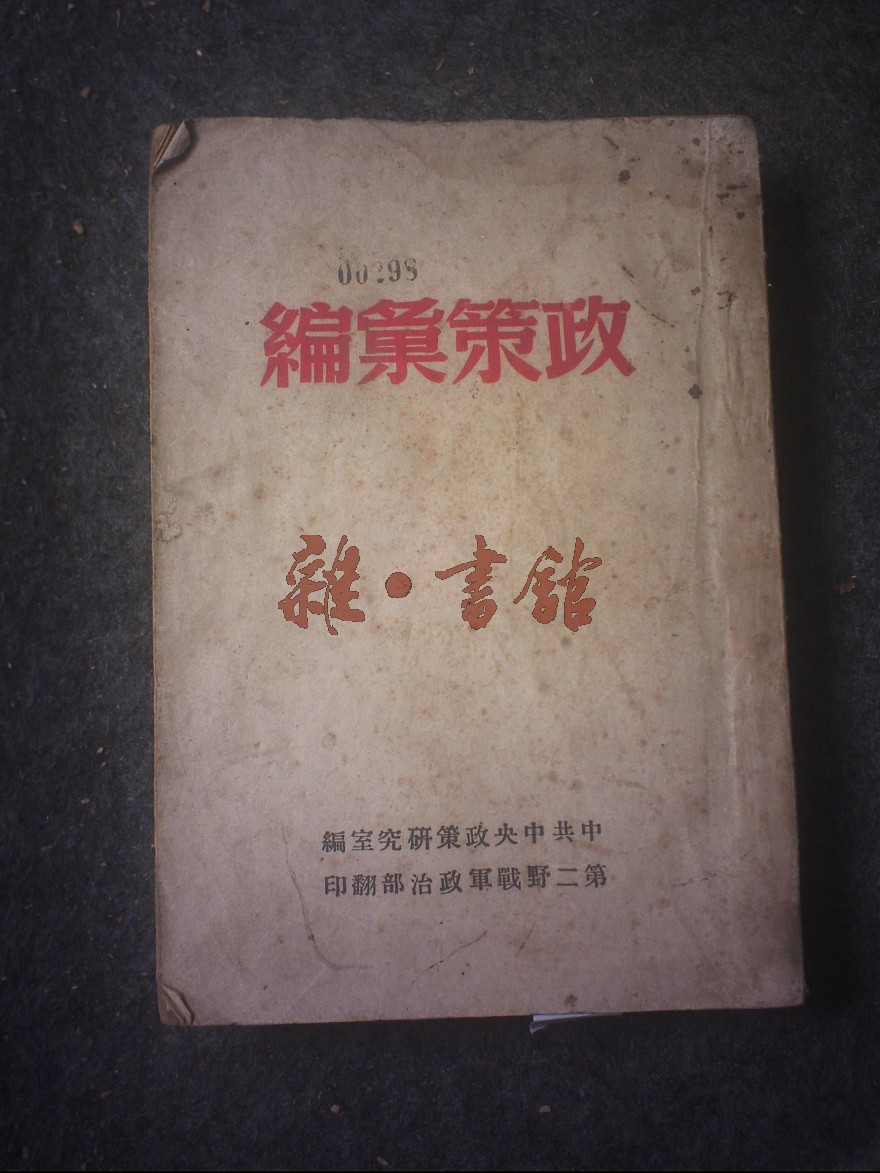 00298
政策彙編
雜·書館
中共中央政策研究室編
第二野戰軍政治部翻印